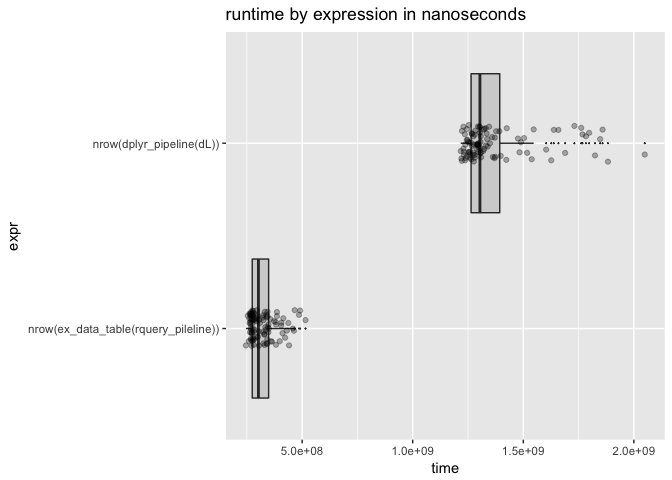 runtime by expression in nanoseconds
nrow(dplyr_pipeline(dL))
expr
nrow(ex_data_table(rquery_pileline))
5.0e+08 1.0e+09 1.5e+09 2.0e+09
time